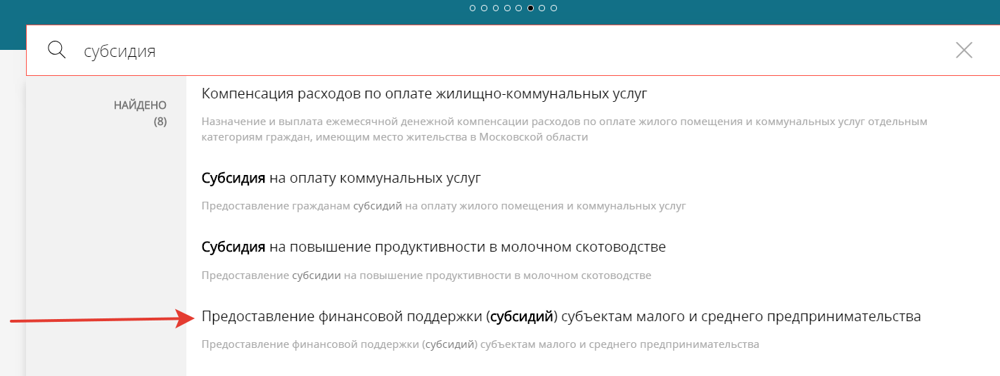 субсидия
НАЙДЕНО
(8)
Компенсация расходов по оплате жилищно-коммунальных услуг
Назначение и выплата ежемесячной денежной компенсации расходов по оплате жилого помещения и коммунальных услуг отдельным
категориям граждан, имеющим место жительства в Московской области
Субсидия на оплату коммунальных услуг
Предоставление гражданам субсидий на оплату жилого помещения и коммунальных услуг
Субсидия на повышение продуктивности в молочном скотоводстве
Предоставление субсидии на повышение продуктивности в молочном скотоводстве
Предоставление финансовой поддержки (субсидий) субъектам малого и среднего предпринимательства
Предоставление финансовой поддержки (субсидий) субъектам малого и среднего предпринимательства